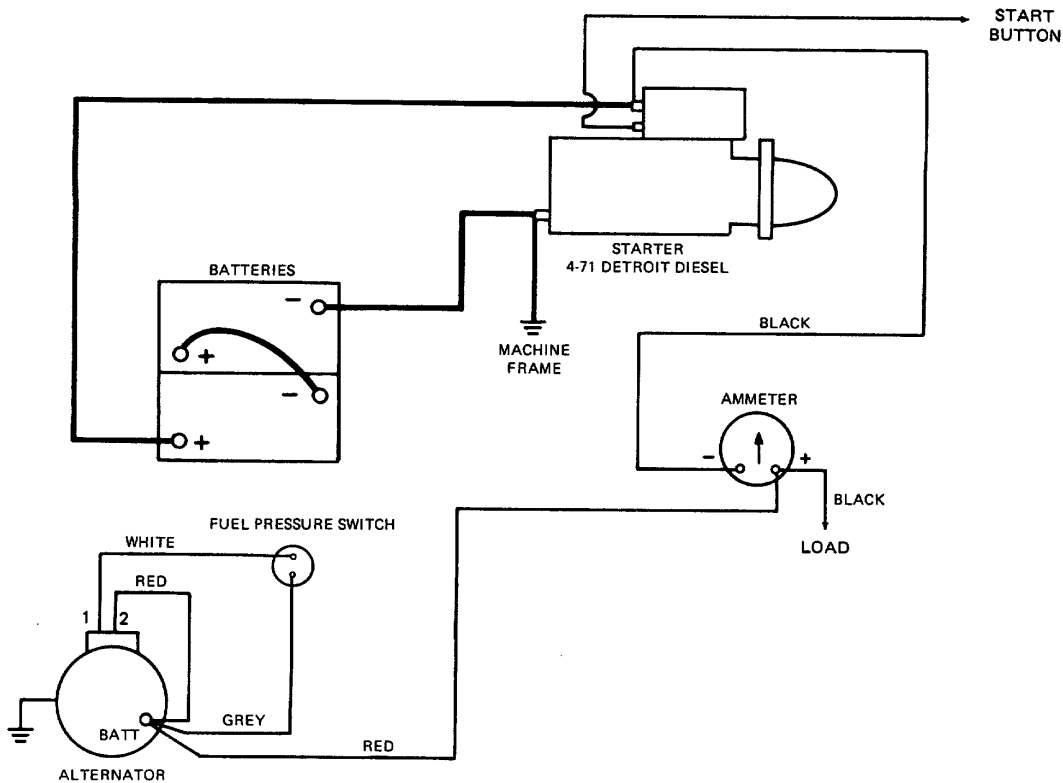 START
BUTTON
STARTER
4-71 DETROIT DIESEL
BATTERIES
−
+
−
+
MACHINE
FRAME
BLACK
AMMETER
− +
BLACK
LOAD
FUEL PRESSURE SWITCH
WHITE
RED
1 2
GREY
BATT
RED
ALTERNATOR